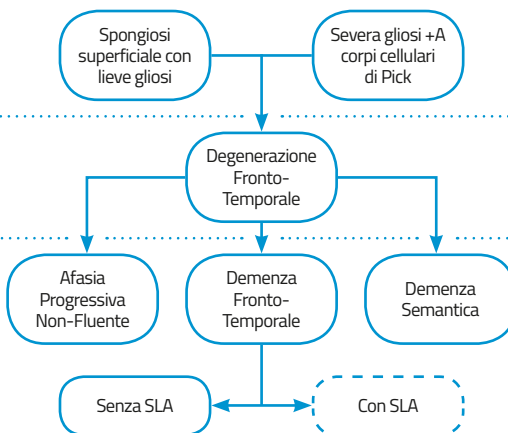 Spongiosi
superficiale con
lieve gliosi
Severa gliosi +A
corpi cellulari
di Pick
Degenerazione
Fronto-
Temporale
Afasia
Progressiva
Non-Fluente
Demenza
Fronto-
Temporale
Demenza
Semantica
Senza SLA
Con SLA